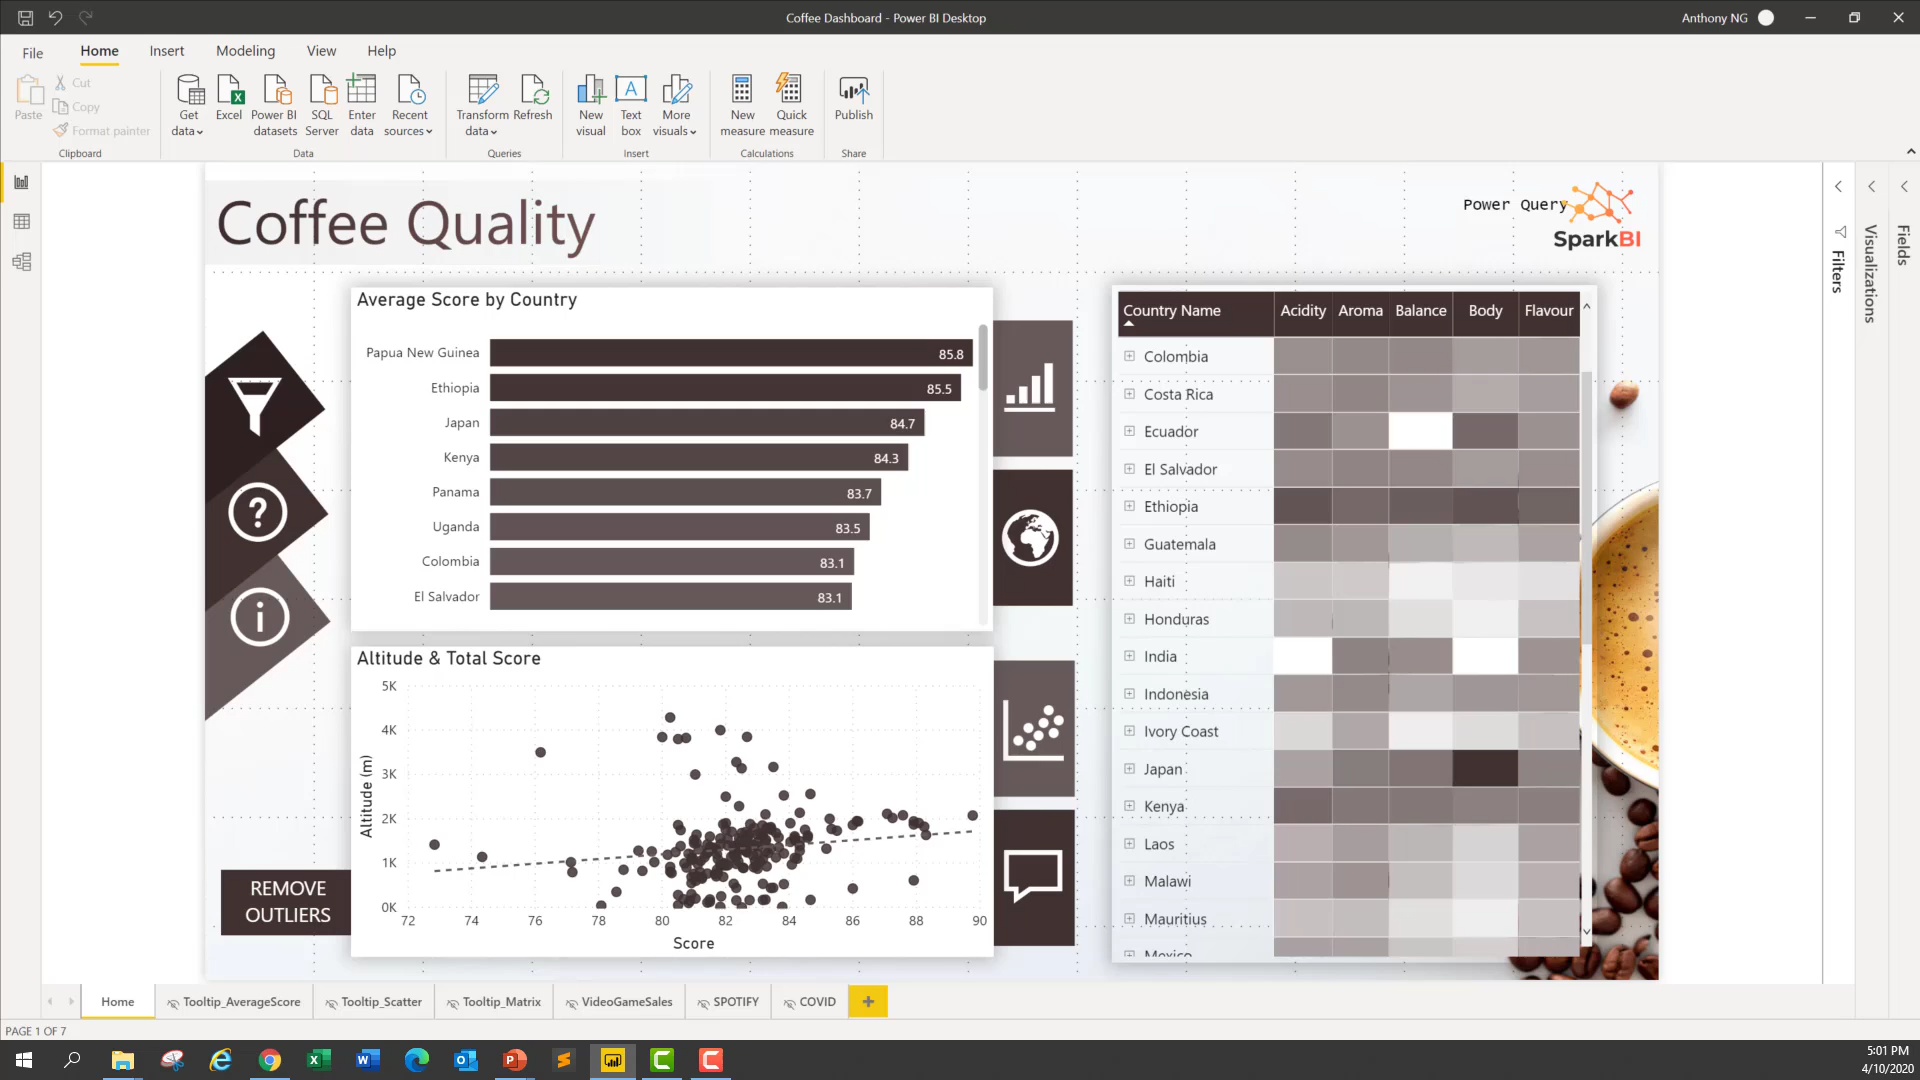 Coffee Dashboard - Power BI Desktop
Anthony NG
File
Home
Insert
Modeling
View
Help
Paste
Cut
Copy
Format painter
Clipboard
Get
data
Excel
Power BI
datasets
SQL
Server
Enter
data
Recent
sources
Data
Transform
data
Refresh
Queries
New
visual
A
Text
box
More
visuals
Insert
New
measure
Quick
measure
Calculations
Publish
Share
Coffee Quality
Power Query
SparkBI
Filters
Visualizations
Fields
Average Score by Country
Papua New Guinea 85.8
Ethiopia 85.5
Japan 84.7
Kenya 84.3
Panama 83.7
Uganda 83.5
Colombia 83.1
El Salvador 83.1
?
i
Altitude & Total Score
Altitude (m)
5K
4K
3K
2K
1K
0K
72 74 76 78 80 82 84 86 88 90
Score
REMOVE
OUTLIERS
Country Name Acidity Aroma Balance Body Flavour
Colombia
Costa Rica
Ecuador
El Salvador
Ethiopia
Guatemala
Haiti
Honduras
India
Indonesia
Ivory Coast
Japan
Kenya
Laos
Malawi
Mauritius
Mexico
Home
Tooltip_AverageScore
Tooltip_Scatter
Tooltip_Matrix
VideoGameSales
SPOTIFY
COVID
+
PAGE 1 OF 7
5:01 PM
4/10/2020